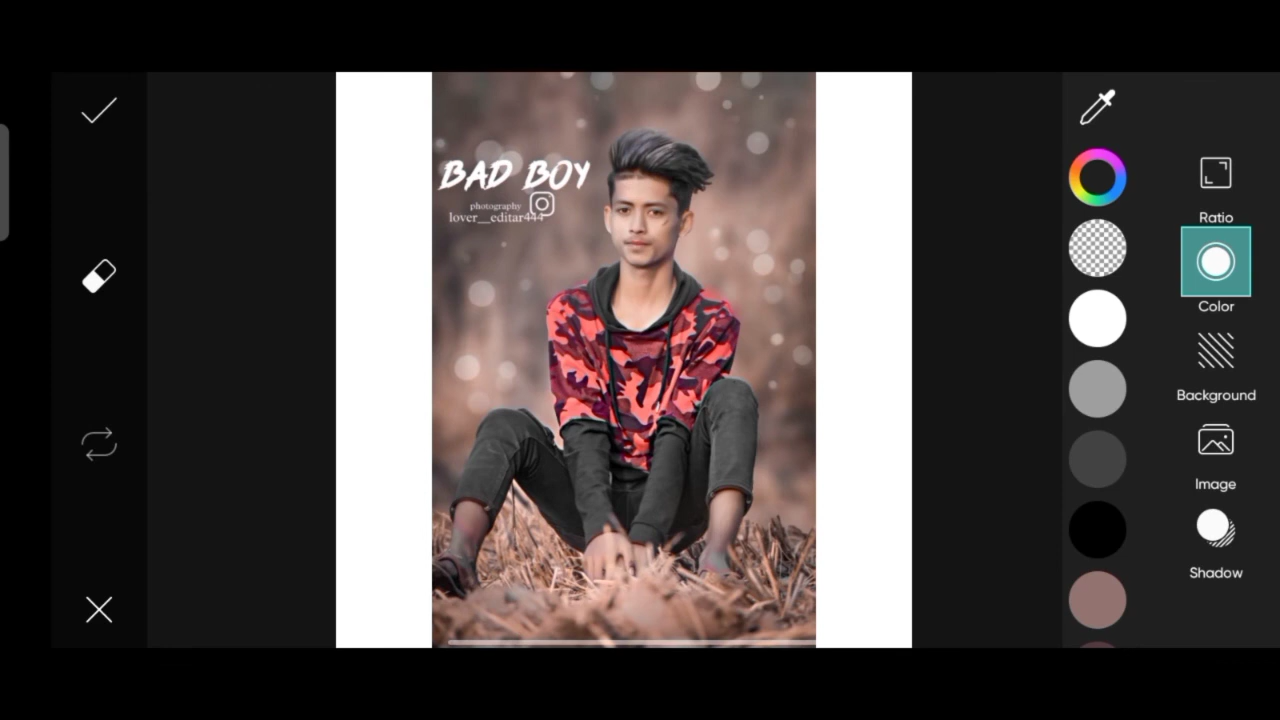 BAD BOY
photography
lover__editar444
Ratio
Color
Background
Image
Shadow